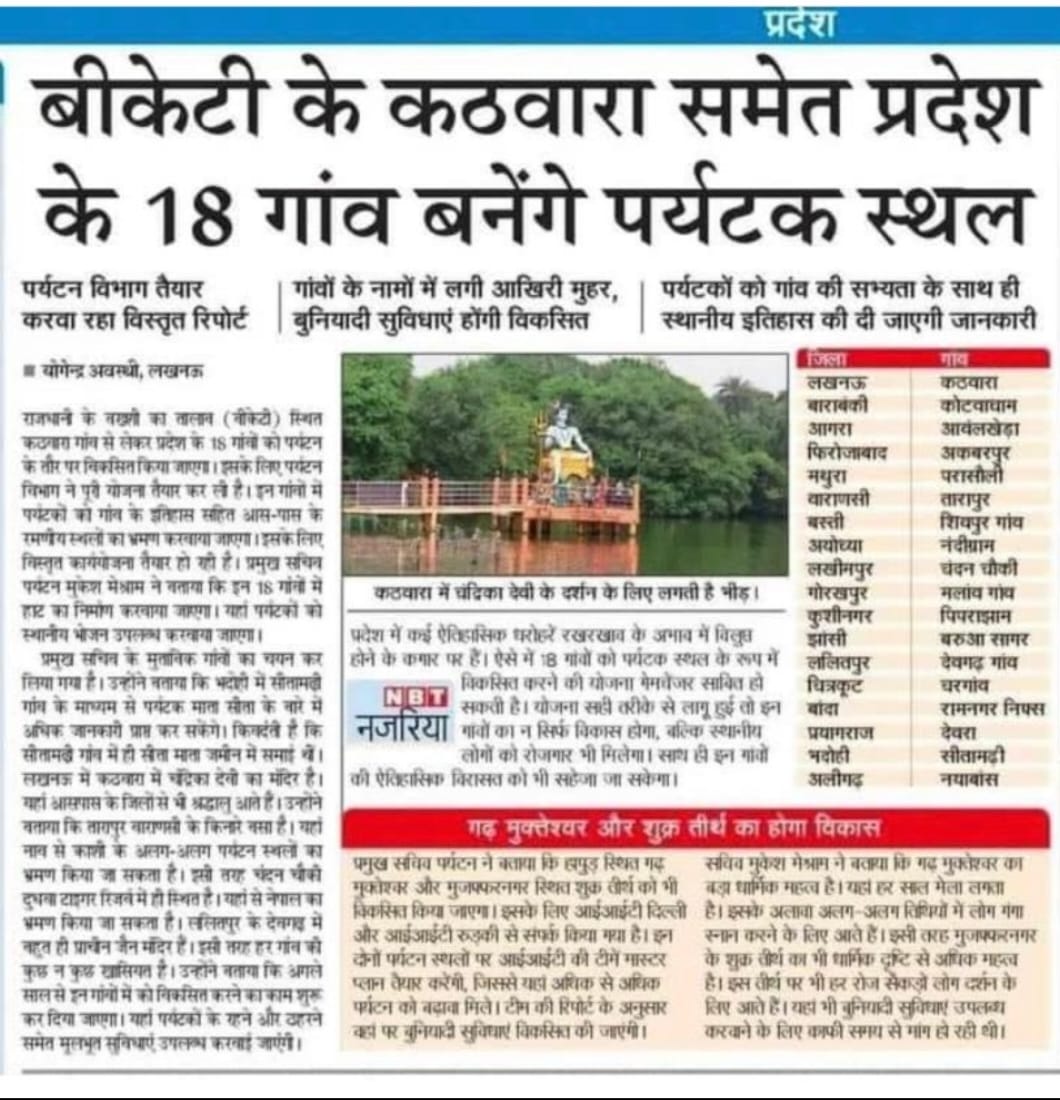 प्रदेश
बीकेटी के कठवारा समेत प्रदेश
के 18 गांव बनेंगे पर्यटक स्थल
पर्यटन विभाग तैयार
करवा रहा विस्तृत रिपोर्ट
गांवों के नामों में लगी आखिरी मुहर,
बुनियादी सुविधाएं होंगी विकसित
पर्यटकों को गांव की सभ्यता के साथ ही
स्थानीय इतिहास की दी जाएगी जानकारी
■ योगेन्द्र अवस्थी, लखनऊ
राजधानी के बख्शी का तालाब (बीकेटी) स्थित
कठवारा गांव से लेकर प्रदेश के 18 गांवों को पर्यटन
के तौर पर विकसित किया जाएगा। इसके लिए पर्यटन
विभाग ने पूरी योजना तैयार कर ली है। इन गांवों में
पर्यटकों को गांव के इतिहास सहित आस-पास के
रमणीय स्थलों का भ्रमण करवाया जाएगा। इसके लिए
विस्तृत कार्ययोजना तैयार हो रही है। प्रमुख सचिव
पर्यटन मुकेश मेश्राम ने बताया कि इन 18 गांवों में
हाट का निर्माण करवाया जाएगा। यहां पर्यटकों को
स्थानीय भोजन उपलब्ध करवाया जाएगा।
प्रमुख सचिव के मुताबिक गांवों का चयन कर
लिया गया है। उन्होंने बताया कि भदोही में सीतामढ़ी
गांव के माध्यम से पर्यटक माता सीता के बारे में
अधिक जानकारी प्राप्त कर सकेंगे। किवदंती है कि
सीतामढ़ी गांव में ही सीता माता जमीन में समाई थीं।
लखनऊ में कठवारा में चंद्रिका देवी का मंदिर है।
यहां आसपास के जिलों से भी श्रद्धालु आते हैं। उन्होंने
बताया कि तारापुर वाराणसी के किनारे बसा है। यहां
नाव से काशी के अलग-अलग पर्यटन स्थलों का
भ्रमण किया जा सकता है। इसी तरह चंदन चौकी
दुधवा टाइगर रिजर्व में ही स्थित है। यहां से नेपाल का
भ्रमण किया जा सकता है। ललितपुर के देवगढ़ में
बहुत ही प्राचीन जैन मंदिर है। इसी तरह हर गांव की
कुछ न कुछ खासियत है। उन्होंने बताया कि अगले
साल से इन गांवों में को विकसित करने का काम शुरू
कर दिया जाएगा। यहां पर्यटकों के रहने और ठहरने
समेत मूलभूत सुविधाएं उपलब्ध करवाई जाएंगी।
कठवारा में चंद्रिका देवी के दर्शन के लिए लगती है भीड़।
प्रदेश में कई ऐतिहासिक धरोहरें रखरखाव के अभाव में विलुप्त
होने के कगार पर हैं। ऐसे में 18 गांवों को पर्यटक स्थल के रूप में
विकसित करने की योजना गेमचेंजर साबित हो
सकती है। योजना सही तरीके से लागू हुई तो इन
गांवों का न सिर्फ विकास होगा, बल्कि स्थानीय
लोगों को रोजगार भी मिलेगा। साथ ही इन गांवों
की ऐतिहासिक विरासत को भी सहेजा जा सकेगा।
NBT
नजरिया
जिला गांव
लखनऊ कठवारा
बाराबंकी कोटवाधाम
आगरा आयंलखेड़ा
फिरोजाबाद अकबरपुर
मथुरा परासौली
वाराणसी तारापुर
बस्ती शिवपुर गांव
अयोध्या नंदीग्राम
लखीमपुर चंदन चौकी
गोरखपुर मलांव गांव
कुशीनगर पिपराझाम
झांसी बरुआ सागर
ललितपुर देवगढ़ गांव
चित्रकूट चरगांव
बांदा रामनगर निफ्स
प्रयागराज देवरा
भदोही सीतामढ़ी
अलीगढ़ नयाबांस
गढ़ मुक्तेश्वर और शुक्र तीर्थ का होगा विकास
प्रमुख सचिव पर्यटन ने बताया कि हापुड़ स्थित गढ़
मुक्तेश्वर और मुजफ्फरनगर स्थित शुक्र तीर्थ को भी
विकसित किया जाएगा। इसके लिए आईआईटी दिल्ली
और आईआईटी रुड़की से संपर्क किया गया है। इन
दोनों पर्यटन स्थलों पर आईआईटी की टीमें मास्टर
प्लान तैयार करेंगी, जिससे यहां अधिक से अधिक
पर्यटन को बढ़ावा मिले। टीम की रिपोर्ट के अनुसार
वहां पर बुनियादी सुविधाएं विकसित की जाएंगी।
सचिव मुकेश मेश्राम ने बताया कि गढ़ मुक्तेश्वर का
बड़ा धार्मिक महत्व है। यहां हर साल मेला लगता
है। इसके अलावा अलग-अलग तिथियों में लोग गंगा
स्नान करने के लिए आते हैं। इसी तरह मुजफ्फरनगर
के शुक्र तीर्थ का भी धार्मिक दृष्टि से अधिक महत्व
है। इस तीर्थ पर भी हर रोज सैकड़ों लोग दर्शन के
लिए आते हैं। यहां भी बुनियादी सुविधाएं उपलब्ध
करवाने के लिए काफी समय से मांग हो रही थी।